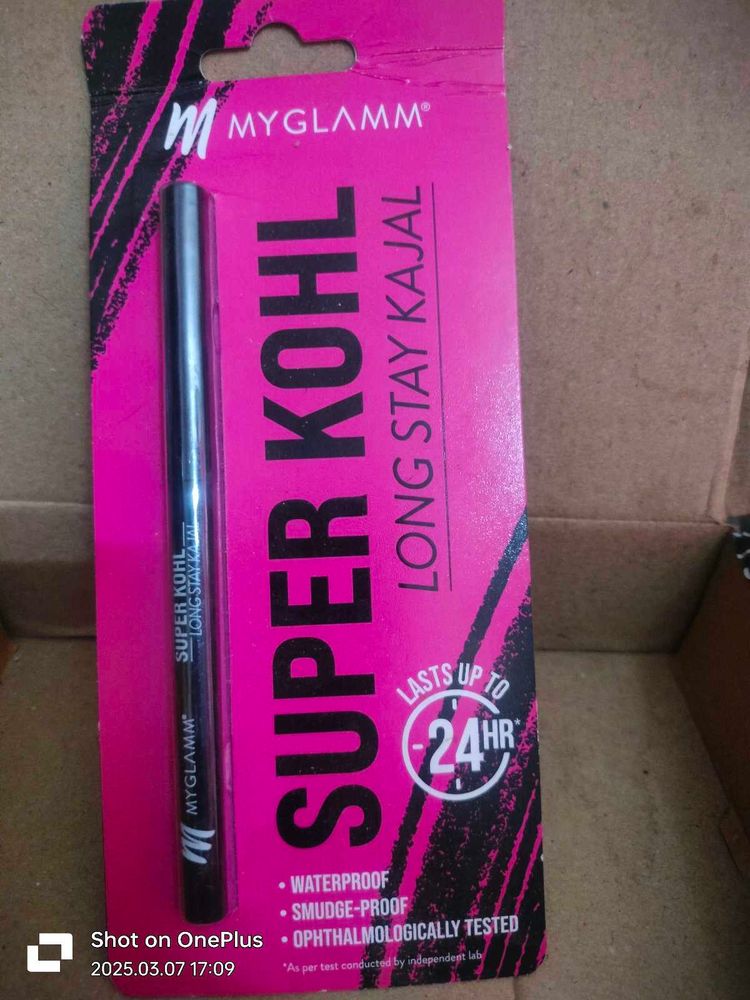 M MYGLAMM®
SUPER KOHL
LONG STAY KAJAL
SUPER KOHL
LONG STAY KAJAL
M MYGLAMM®
LASTS UP TO
24HR*
• WATERPROOF
• SMUDGE-PROOF
• OPHTHALMOLOGICALLY TESTED
*As per test conducted by independent lab
Shot on OnePlus
2025.03.07 17:09